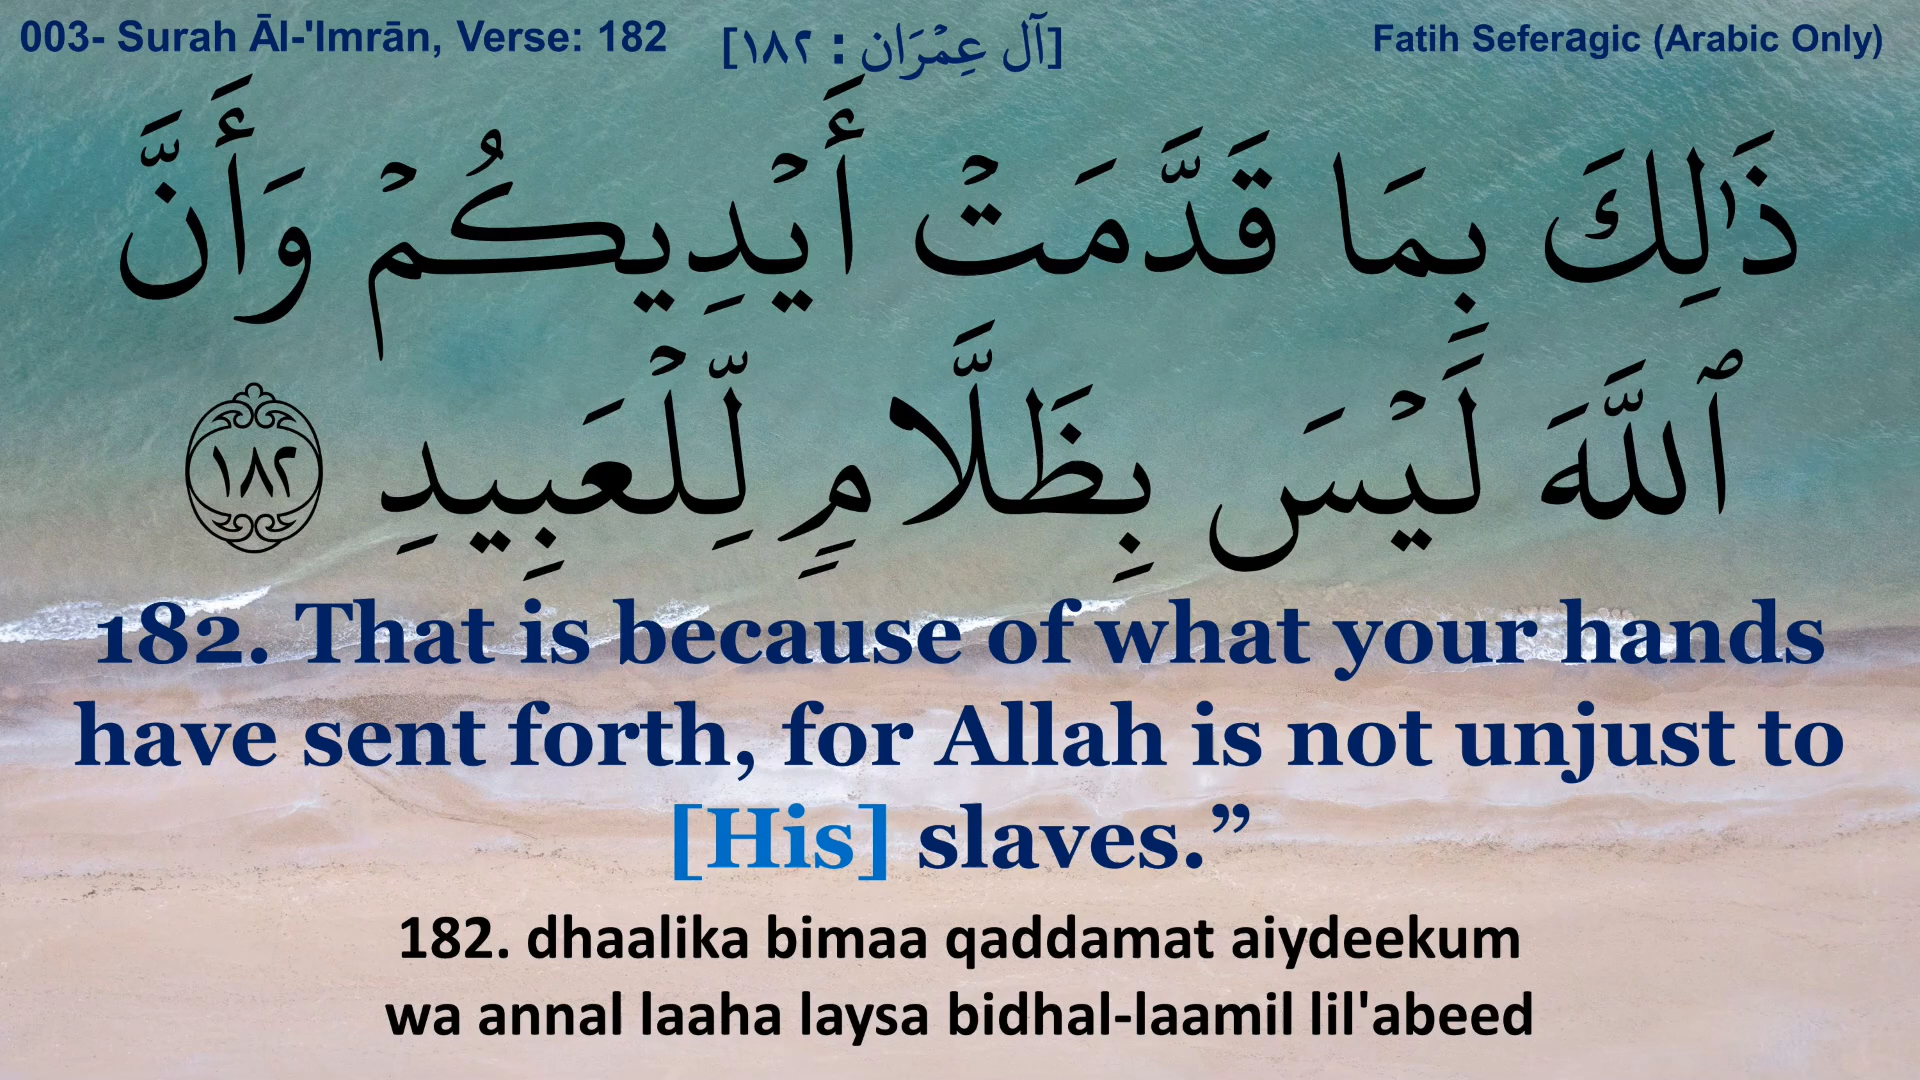 003- Surah Āl-'Imrān, Verse: 182
[آل عِمْرَان : ١٨٢]
Fatih Seferagic (Arabic Only)
ذَٰلِكَ بِمَا قَدَّمَتۡ أَيۡدِيكُمۡ وَأَنَّ
ٱللَّهَ لَيۡسَ بِظَلَّامٖ لِّلۡعَبِيدِ ١٨٢
182. That is because of what your hands
have sent forth, for Allah is not unjust to
[His] slaves.”
182. dhaalika bimaa qaddamat aiydeekum
wa annal laaha laysa bidhal-laamil lil'abeed